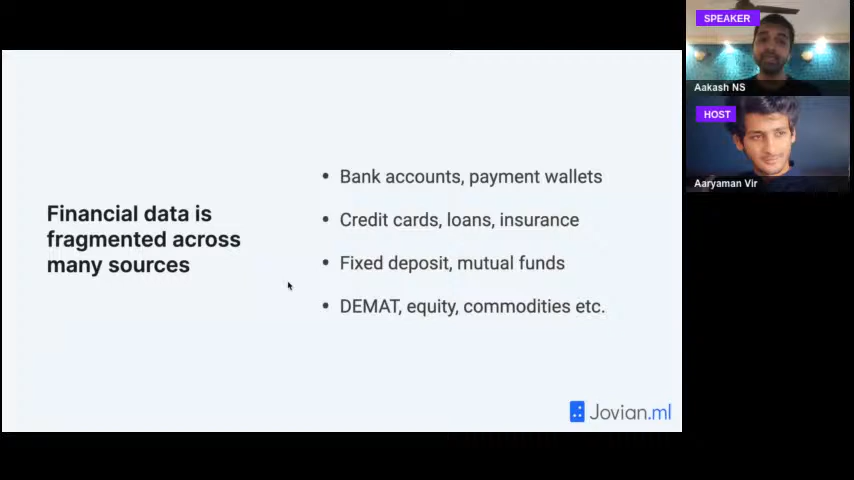 Financial data is
fragmented across
many sources
• Bank accounts, payment wallets
• Credit cards, loans, insurance
• Fixed deposit, mutual funds
• DEMAT, equity, commodities etc.
Jovian.ml
SPEAKER
Aakash NS
HOST
Aaryaman Vir